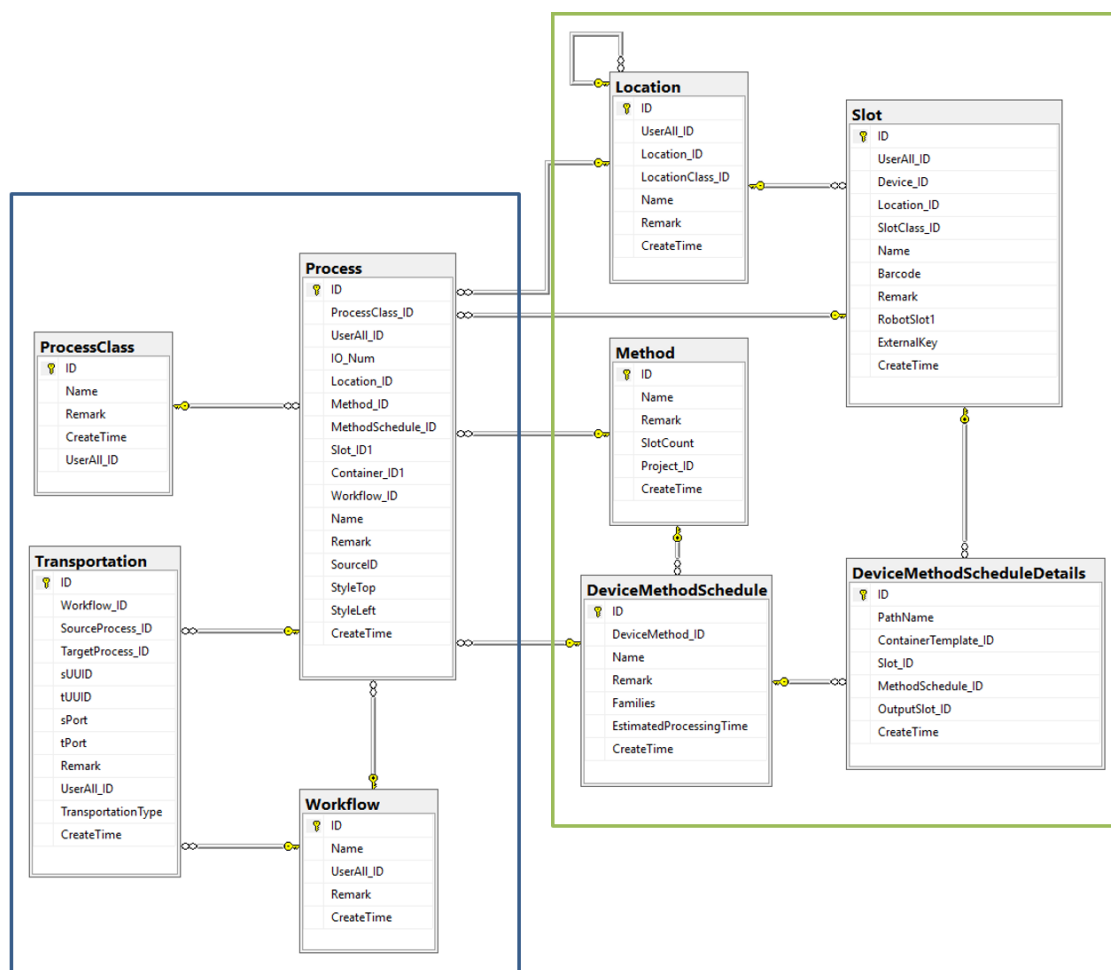 Location
ID
UserAll_ID
Location_ID
LocationClass_ID
Name
Remark
CreateTime
Slot
ID
UserAll_ID
Device_ID
Location_ID
SlotClass_ID
Name
Barcode
Remark
RobotSlot1
ExternalKey
CreateTime
Process
ID
ProcessClass_ID
UserAll_ID
IO_Num
Location_ID
Method_ID
MethodSchedule_ID
Slot_ID1
Container_ID1
Workflow_ID
Name
Remark
SourceID
StyleTop
StyleLeft
CreateTime
ProcessClass
ID
Name
Remark
CreateTime
UserAll_ID
Method
ID
Name
Remark
SlotCount
Project_ID
CreateTime
Transportation
ID
Workflow_ID
SourceProcess_ID
TargetProcess_ID
sUUID
tUUID
sPort
tPort
Remark
UserAll_ID
TransportationType
CreateTime
DeviceMethodSchedule
ID
DeviceMethod_ID
Name
Remark
Families
EstimatedProcessingTime
CreateTime
DeviceMethodScheduleDetails
ID
PathName
ContainerTemplate_ID
Slot_ID
MethodSchedule_ID
OutputSlot_ID
CreateTime
Workflow
ID
Name
UserAll_ID
Remark
CreateTime